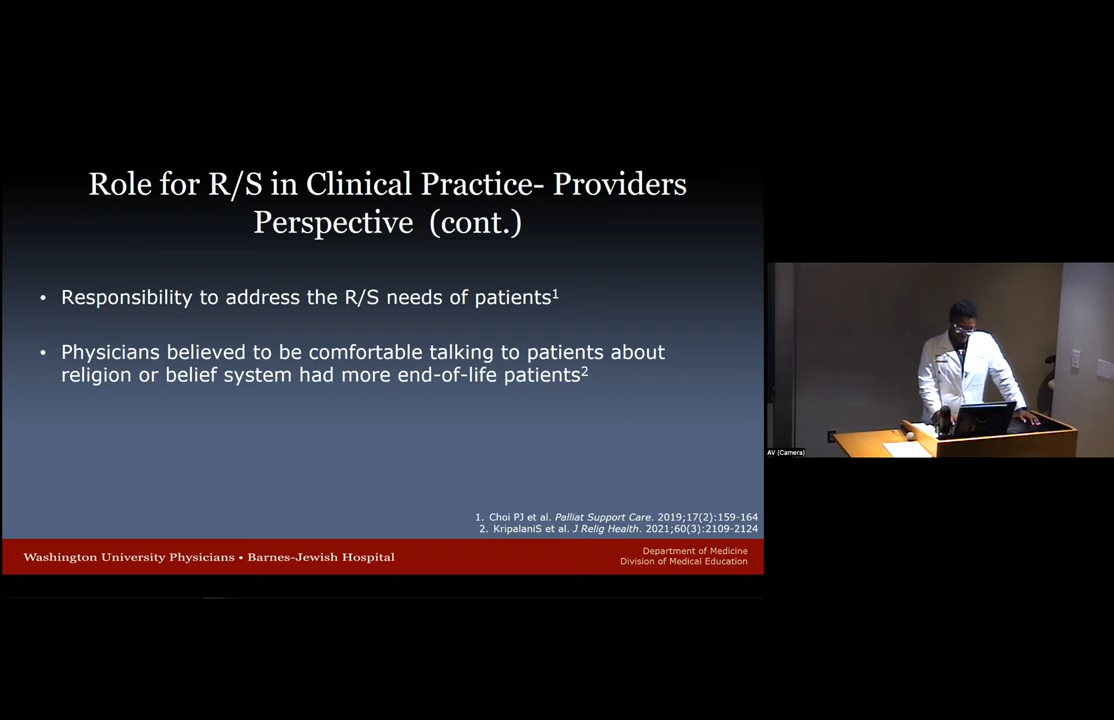 Role for R/S in Clinical Practice- Providers
Perspective (cont.)
• Responsibility to address the R/S needs of patients1
• Physicians believed to be comfortable talking to patients about
religion or belief system had more end-of-life patients2
1. Choi PJ et al. Palliat Support Care. 2019;17(2):159-164
2. KripalaniS et al. J Relig Health. 2021;60(3):2109-2124
Washington University Physicians • Barnes-Jewish Hospital
Department of Medicine
Division of Medical Education
AV (Camera)